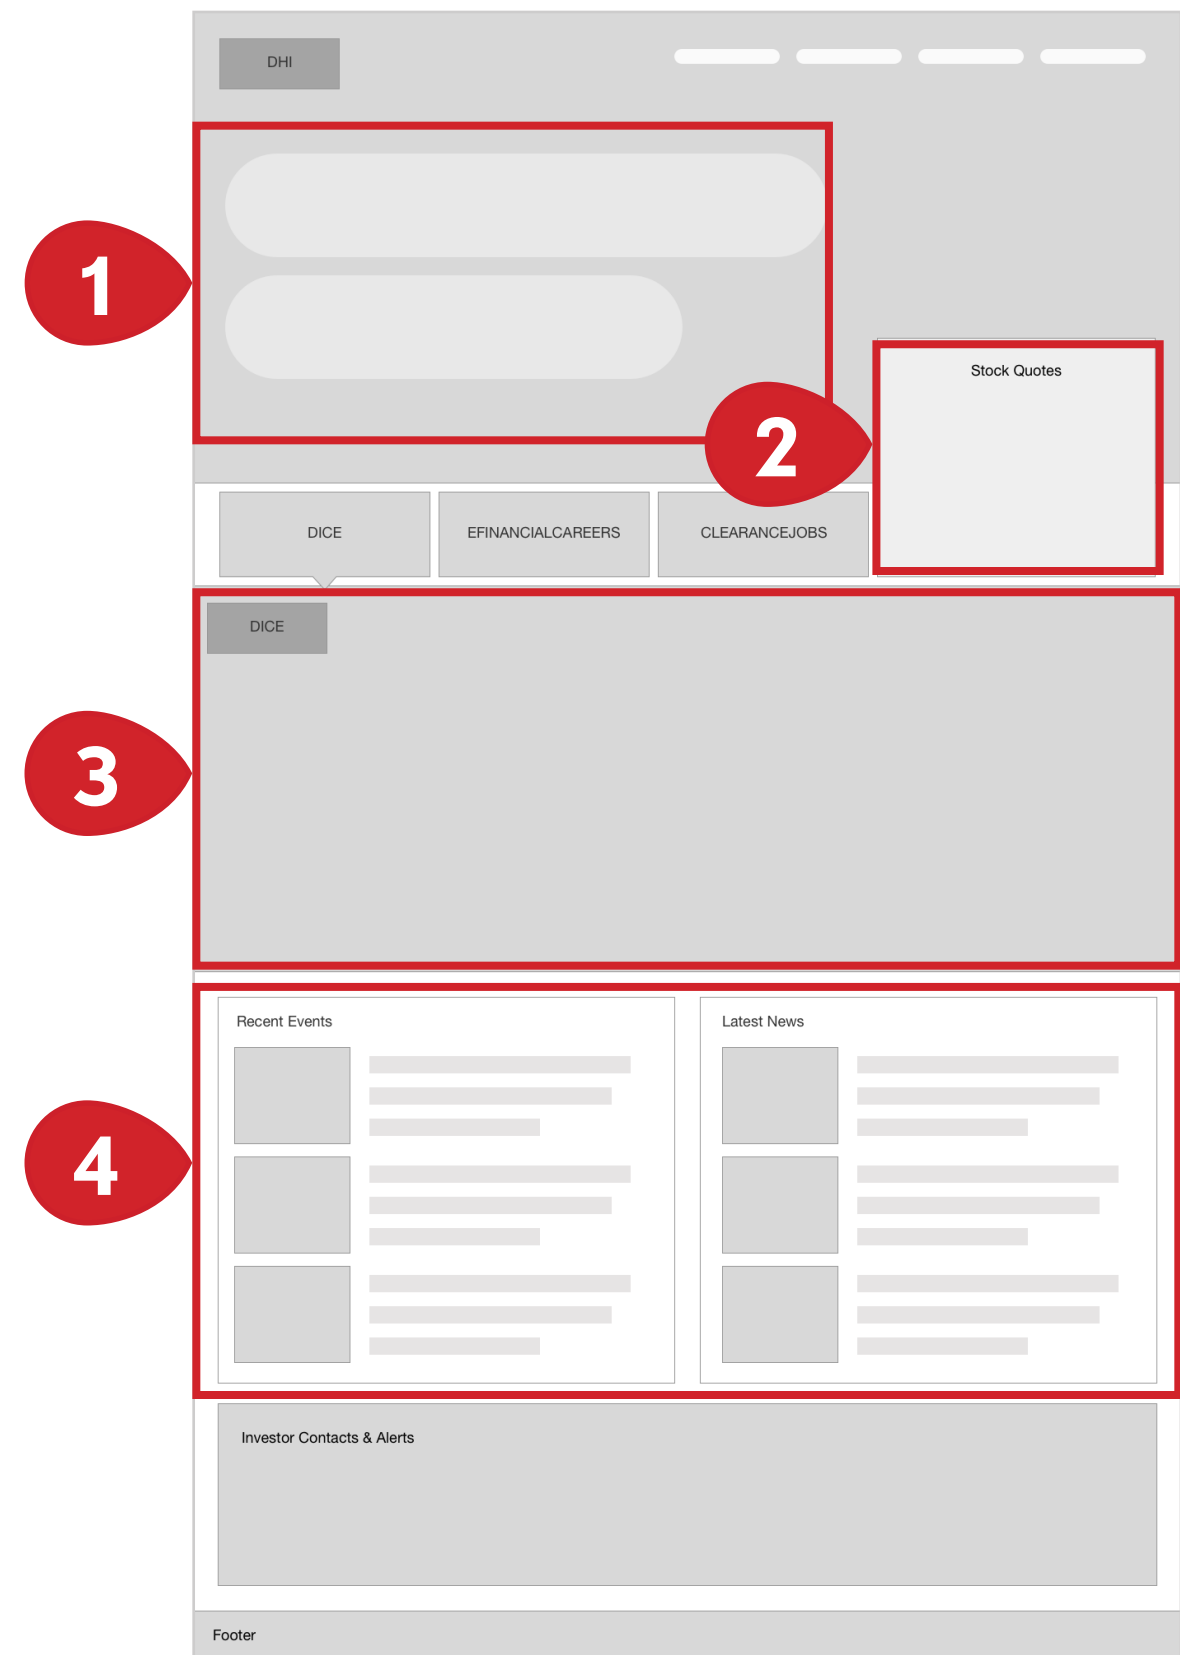 DHI
1
Stock Quotes
2
DICE
EFINANCIALCAREERS
CLEARANCEJOBS
DICE
3
Recent Events
Latest News
4
Investor Contacts & Alerts
Footer